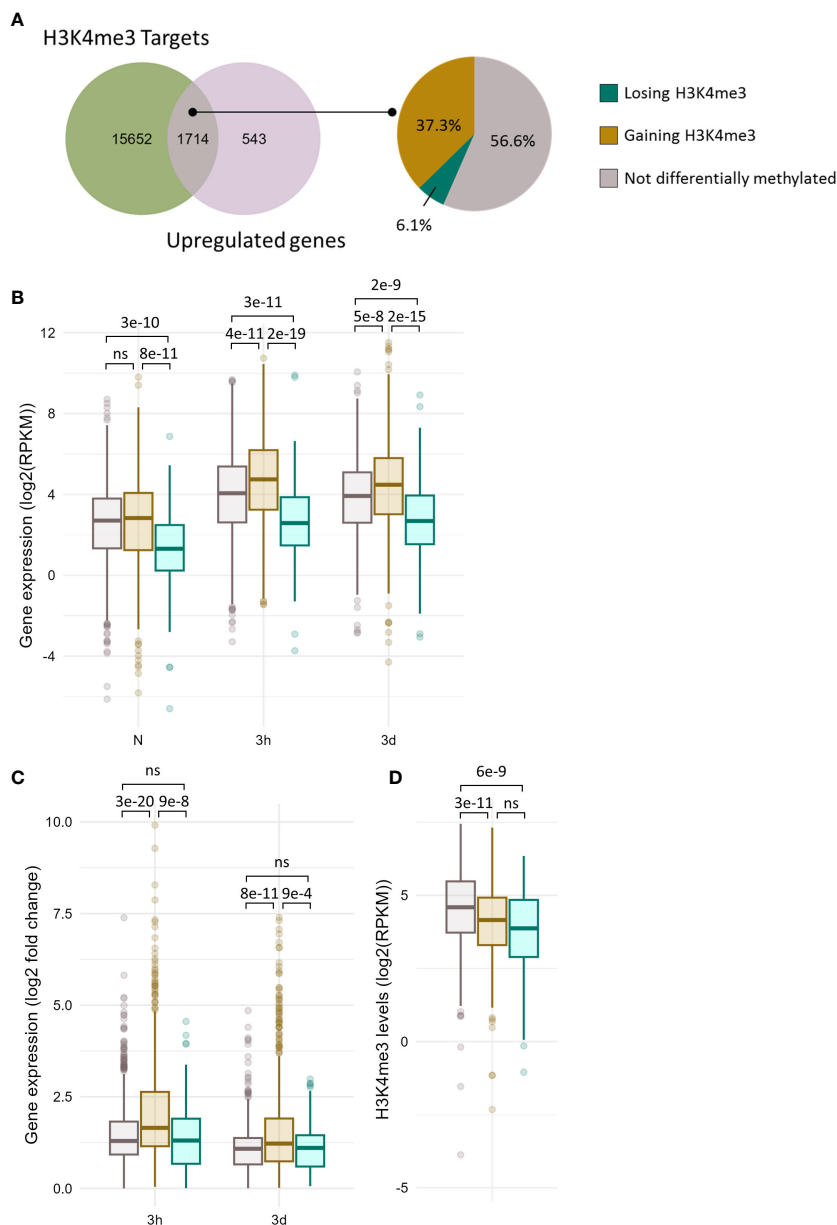 A
H3K4me3 Targets
15652
1714
543
Upregulated genes
37.3%
56.6%
6.1%
Losing H3K4me3
Gaining H3K4me3
Not differentially methylated
B
Gene expression (log2(RPKM))
12
8
4
0
-4
3e-10
ns
8e-11
3e-11
4e-11
2e-19
2e-9
5e-8
2e-15
N
3h
3d
C
Gene expression (log2 fold change)
10.0
7.5
5.0
2.5
0.0
ns
3e-20
9e-8
ns
8e-11
9e-4
3h
3d
D
H3K4me3 levels (log2(RPKM))
5
0
-5
6e-9
3e-11
ns